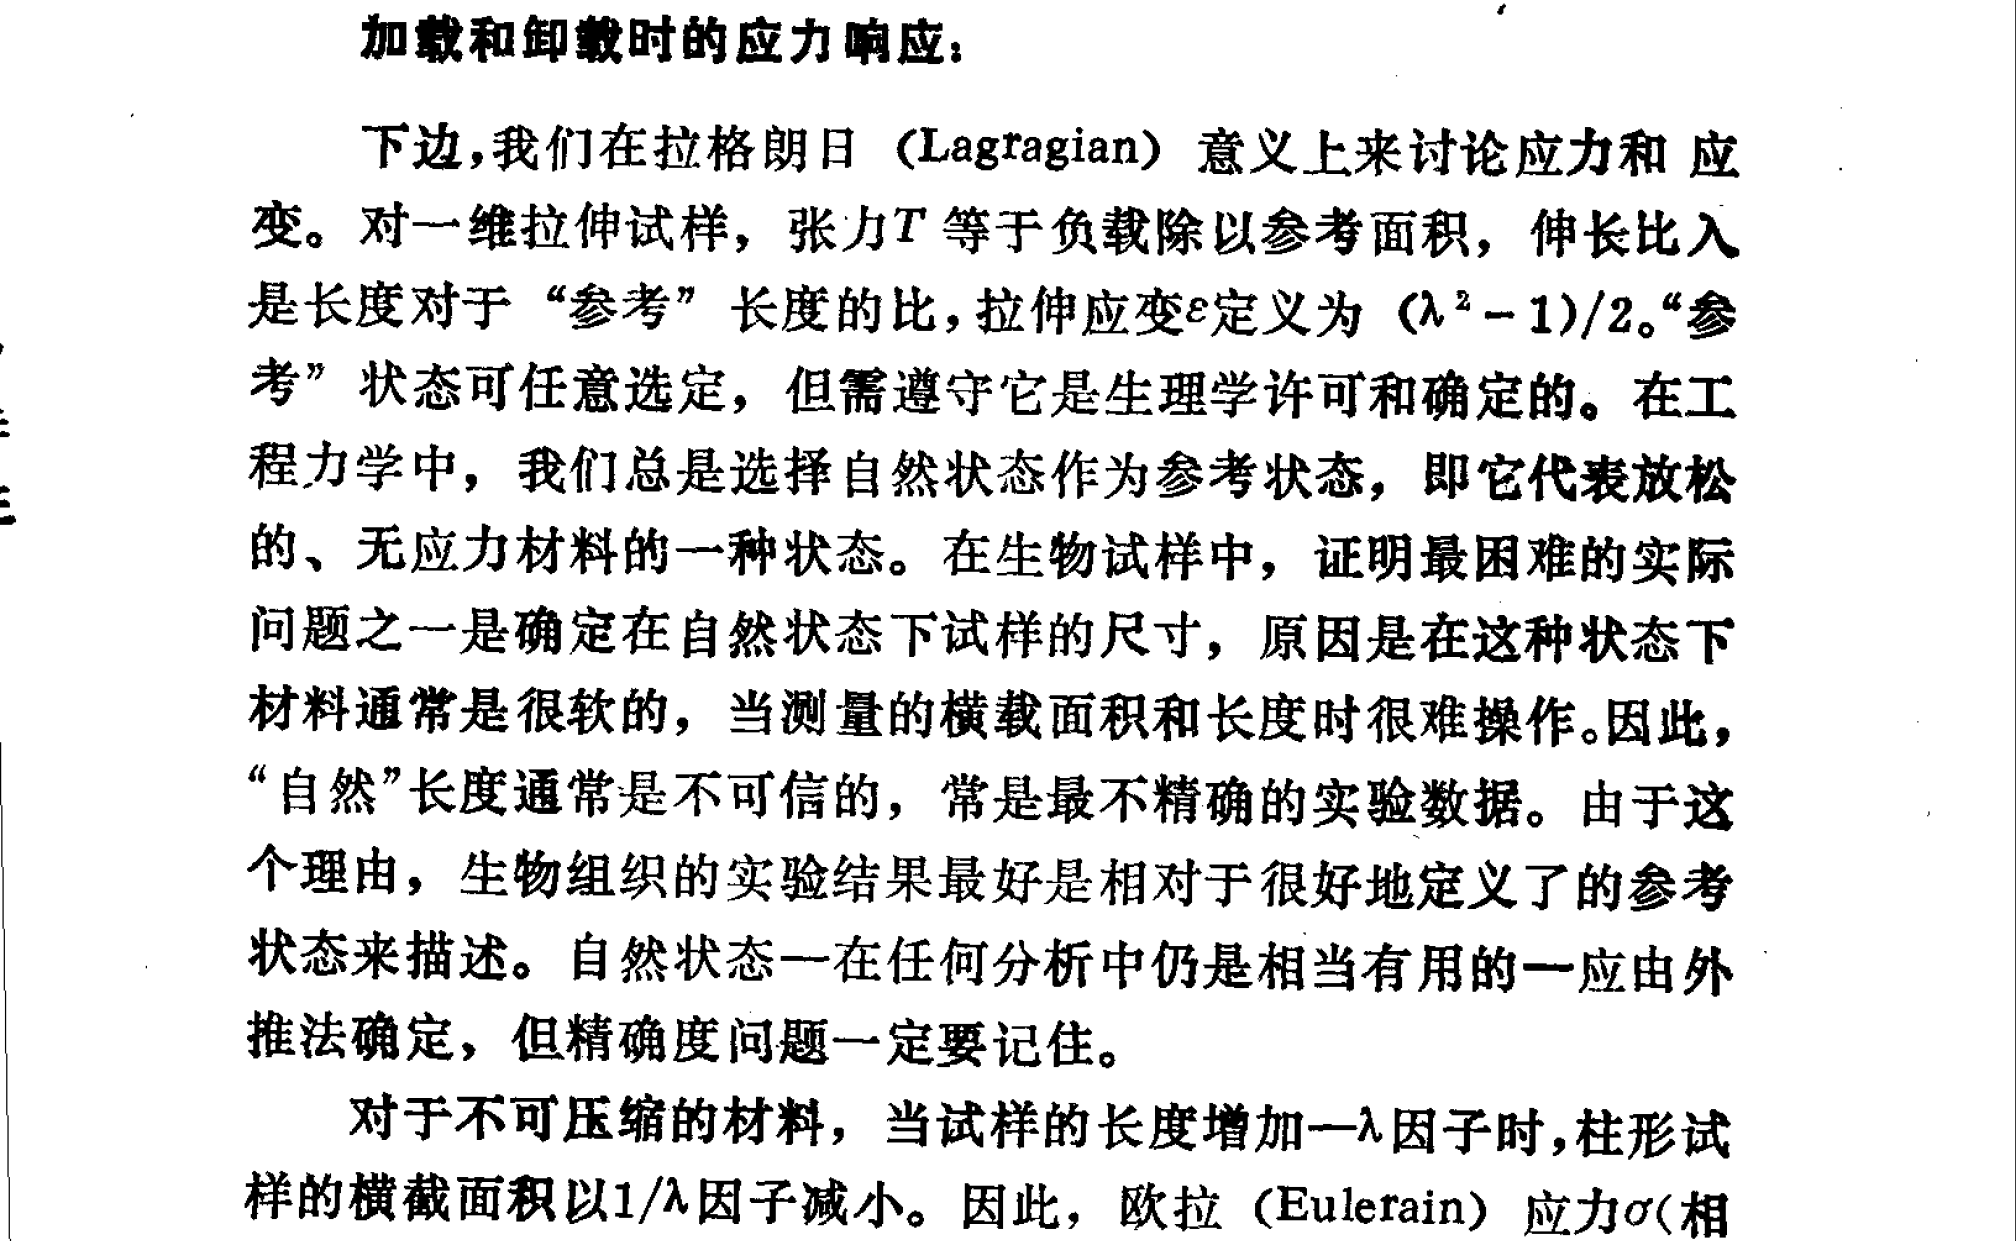 加载和卸载时的应力响应：
下边，我们在拉格朗日（Lagragian）意义上来讨论应力和 应
变。对一维拉伸试样，张力T 等于负载除以参考面积，伸长比入
是长度对于“参考”长度的比，拉伸应变ε定义为（λ²－1)/2。“参
考”状态可任意选定，但需遵守它是生理学许可和确定的。在工
程力学中，我们总是选择自然状态作为参考状态，即它代表放松
的、无应力材料的一种状态。在生物试样中，证明最困难的实际
问题之一是确定在自然状态下试样的尺寸，原因是在这种状态下
材料通常是很软的，当测量的横载面积和长度时很难操作。因此，
“自然”长度通常是不可信的，常是最不精确的实验数据。由于这
个理由，生物组织的实验结果最好是相对于很好地定义了的参考
状态来描述。自然状态—在任何分析中仍是相当有用的—应由外
推法确定，但精确度问题一定要记住。
对于不可压缩的材料，当试样的长度增加一λ因子时，柱形试
样的横截面积以1/λ因子减小。因此，欧拉（Eulerain）应力σ(相